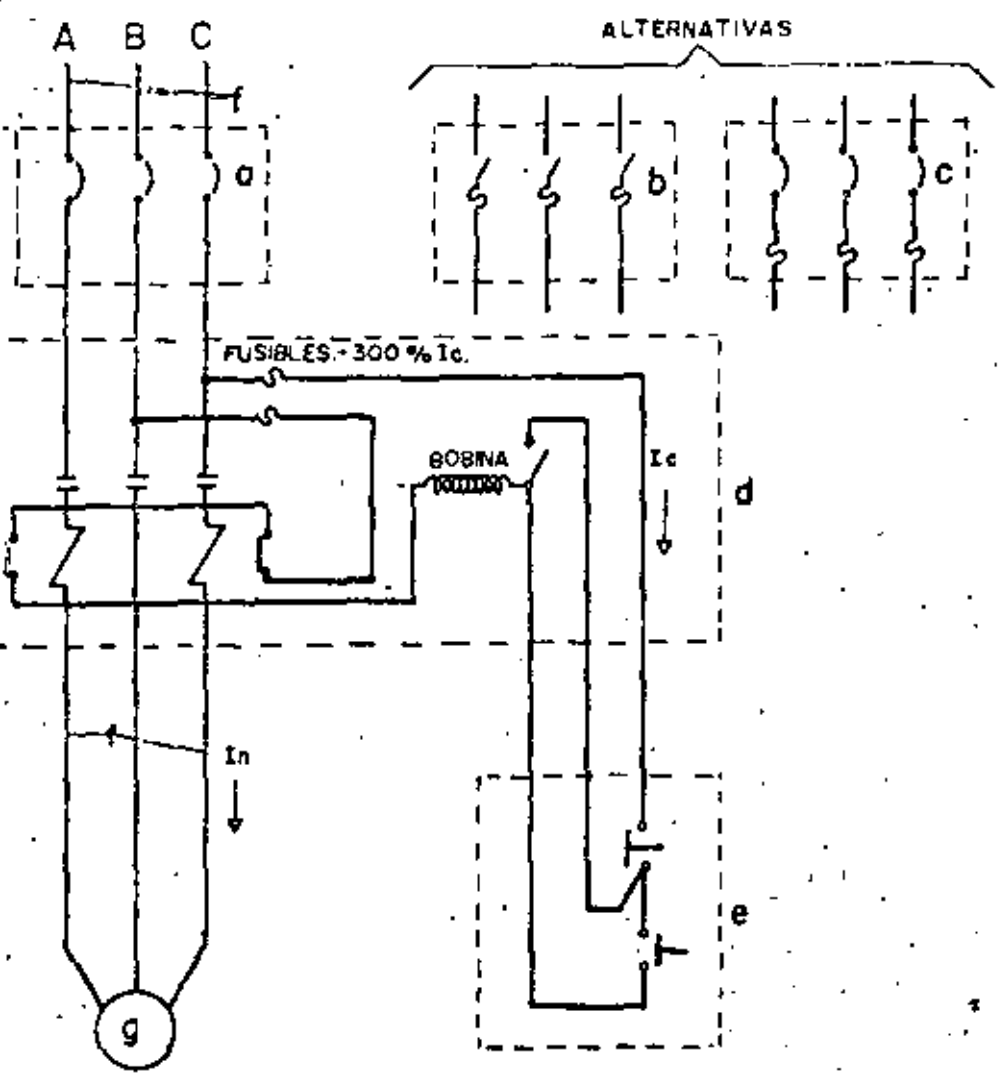 A B C
ALTERNATIVAS
a
b
c
FUSIBLES.-300 % Ic.
BOBINA
Ic
d
In
e
g